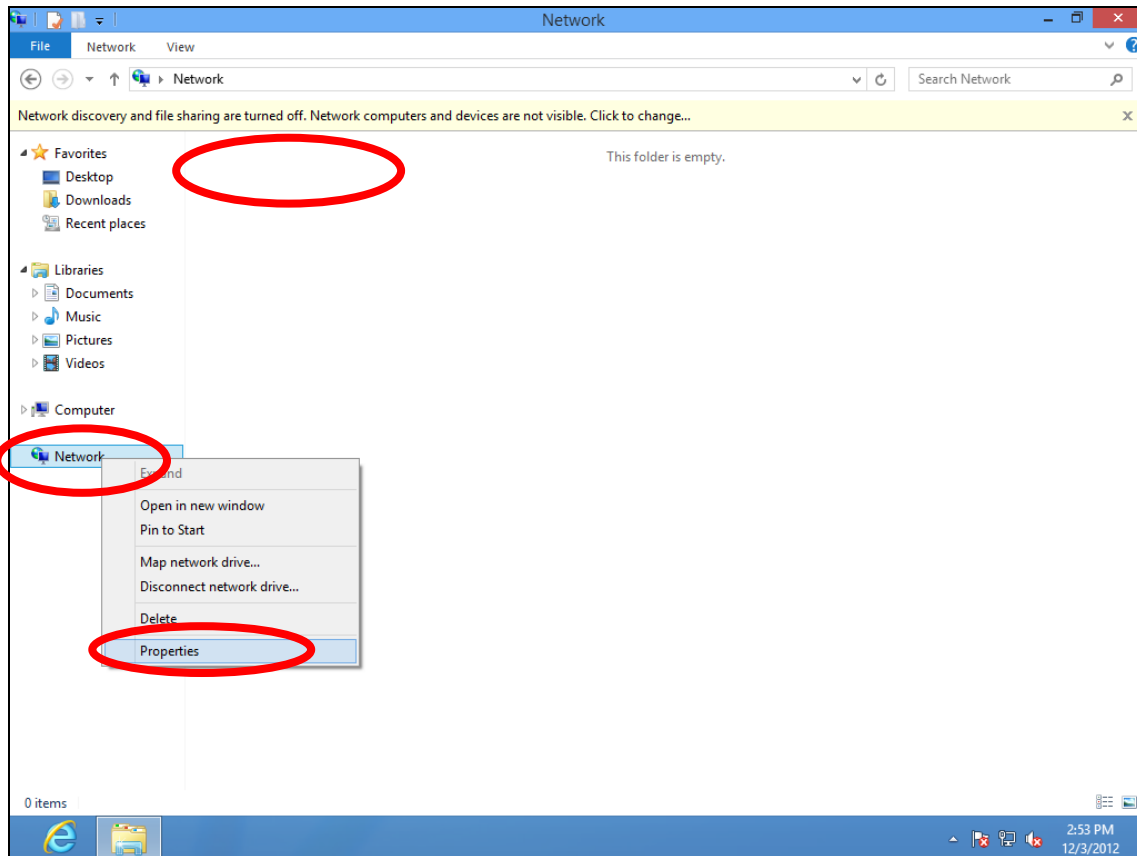 Network
File Network View
Network
Search Network
Network discovery and file sharing are turned off. Network computers and devices are not visible. Click to change...
Favorites
This folder is empty.
Desktop
Downloads
Recent places
Libraries
Documents
Music
Pictures
Videos
Computer
Network
Expand
Open in new window
Pin to Start
Map network drive...
Disconnect network drive...
Delete
Properties
0 items
2:53 PM
12/3/2012